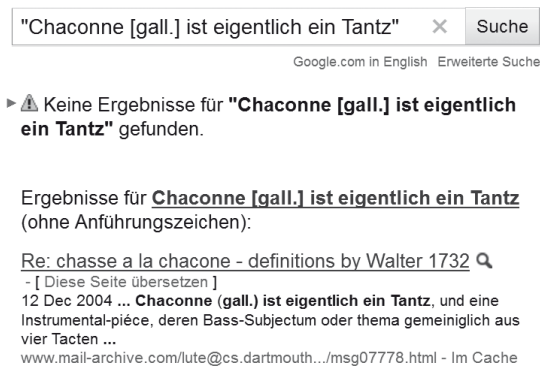 "Chaconne [gall.] ist eigentlich ein Tantz" × Suche
Google.com in English Erweiterte Suche
Keine Ergebnisse für "Chaconne [gall.] ist eigentlich
ein Tantz" gefunden.
Ergebnisse für Chaconne [gall.] ist eigentlich ein Tantz
(ohne Anführungszeichen):
Re: chasse a la chacone - definitions by Walter 1732
- [ Diese Seite übersetzen ]
12 Dec 2004 ... Chaconne (gall.) ist eigentlich ein Tantz, und eine
Instrumental-piéce, deren Bass-Subjectum oder thema gemeiniglich aus
vier Tacten ...
www.mail-archive.com/lute@cs.dartmouth.../msg07778.html - Im Cache